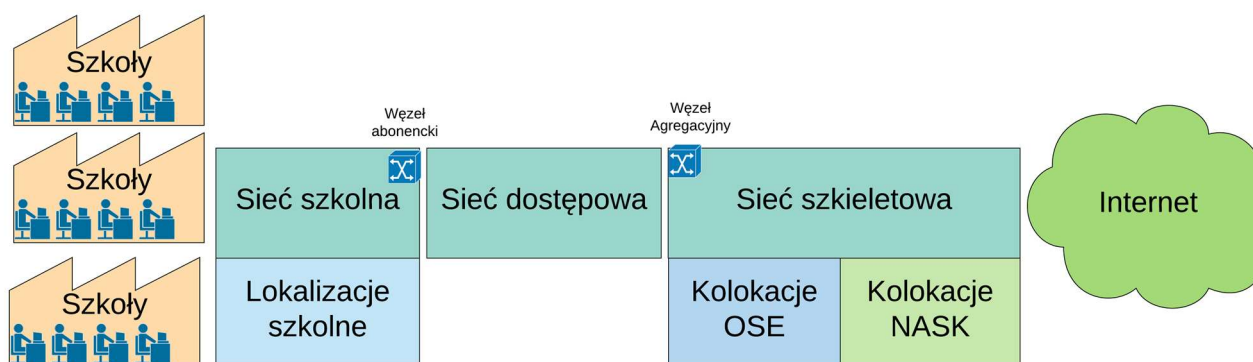 Szkoły
Szkoły
Szkoły
Węzeł
abonencki
Węzeł
Agregacyjny
Sieć szkolna
Sieć dostępowa
Sieć szkieletowa
Internet
Lokalizacje
szkolne
Kolokacje
OSE
Kolokacje
NASK